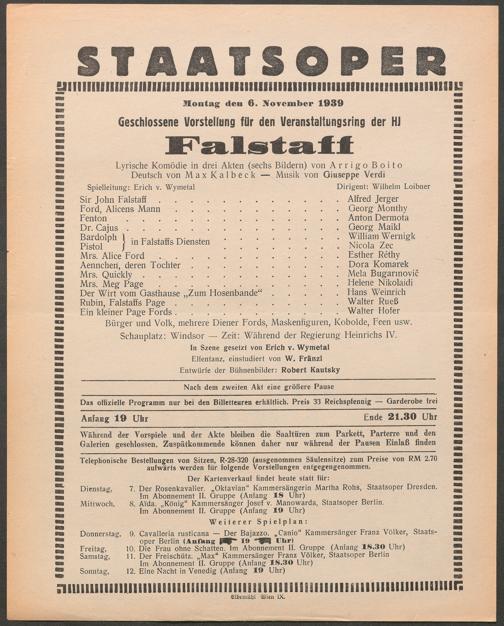 STAATSOPER
Montag den 6. November 1939
Geschlossene Vorstellung für den Veranstaltungsring der HJ
Falstaff
Lyrische Komödie in drei Akten (sechs Bildern) von Arrigo Boito
Deutsch von Max Kalbeck — Musik von Giuseppe Verdi
Spielleitung: Erich v. Wymetal Dirigent: Wilhelm Loibner
Sir John Falstaff . . . . . . . . . . Alfred Jerger
Ford, Alicens Mann . . . . . . . . . . Georg Monthy
Fenton . . . . . . . . . . Anton Dermota
Dr. Cajus . . . . . . . . . . Georg Maikl
Bardolph } in Falstaffs Diensten . . . . . . William Wernigk
Pistol } in Falstaffs Diensten . . . . . . Nicola Zec
Mrs. Alice Ford . . . . . . . . . . Esther Réthy
Aennchen, deren Tochter . . . . . . . . . . Dora Komarek
Mrs. Quickly . . . . . . . . . . Mela Bugarinovič
Mrs. Meg Page . . . . . . . . . . Helene Nikolaidi
Der Wirt vom Gasthause „Zum Hosenbande“ . . . . . . Hans Weinrich
Rubin, Falstaffs Page . . . . . . . . . . Walter Rueß
Ein kleiner Page Fords . . . . . . . . . . Walter Hofer
Bürger und Volk, mehrere Diener Fords, Maskenfiguren, Kobolde, Feen usw.
Schauplatz: Windsor — Zeit: Während der Regierung Heinrichs IV.
In Szene gesetzt von Erich v. Wymetal
Elfentanz, einstudiert von W. Fränzl
Entwürfe der Bühnenbilder: Robert Kautsky
Nach dem zweiten Akt eine größere Pause
Das offizielle Programm nur bei den Billetteuren erhältlich. Preis 33 Reichspfennig — Garderobe frei
Anfang 19 Uhr Ende 21.30 Uhr
Während der Vorspiele und der Akte bleiben die Saaltüren zum Parkett, Parterre und den
Galerien geschlossen. Zuspätkommende können daher nur während der Pausen Einlaß finden
Telephonische Bestellungen von Sitzen, R-28-320 (ausgenommen Säulensitze) zum Preise von RM 2.70
aufwärts werden für folgende Vorstellungen entgegengenommen.
Der Kartenverkauf findet heute statt für:
Dienstag, 7. Der Rosenkavalier. „Oktavian“ Kammersängerin Martha Rohs, Staatsoper Dresden.
Im Abonnement II. Gruppe (Anfang 18 Uhr)
Mittwoch, 8. Aïda. „König“ Kammersänger Josef v. Manowarda, Staatsoper Berlin.
Im Abonnement II. Gruppe (Anfang 19 Uhr)
Weiterer Spielplan:
Donnerstag, 9. Cavalleria rusticana — Der Bajazzo. „Canio“ Kammersänger Franz Völker, Staats-
oper Berlin (Anfang 19 Uhr)
Freitag, 10. Die Frau ohne Schatten. Im Abonnement II. Gruppe (Anfang 18.30 Uhr)
Samstag, 11. Der Freischütz. „Max“ Kammersänger Franz Völker, Staatsoper Berlin
Im Abonnement II. Gruppe (Anfang 18.30 Uhr)
Sonntag, 12. Eine Nacht in Venedig (Anfang 19 Uhr)
Elbemühl Wien IX.